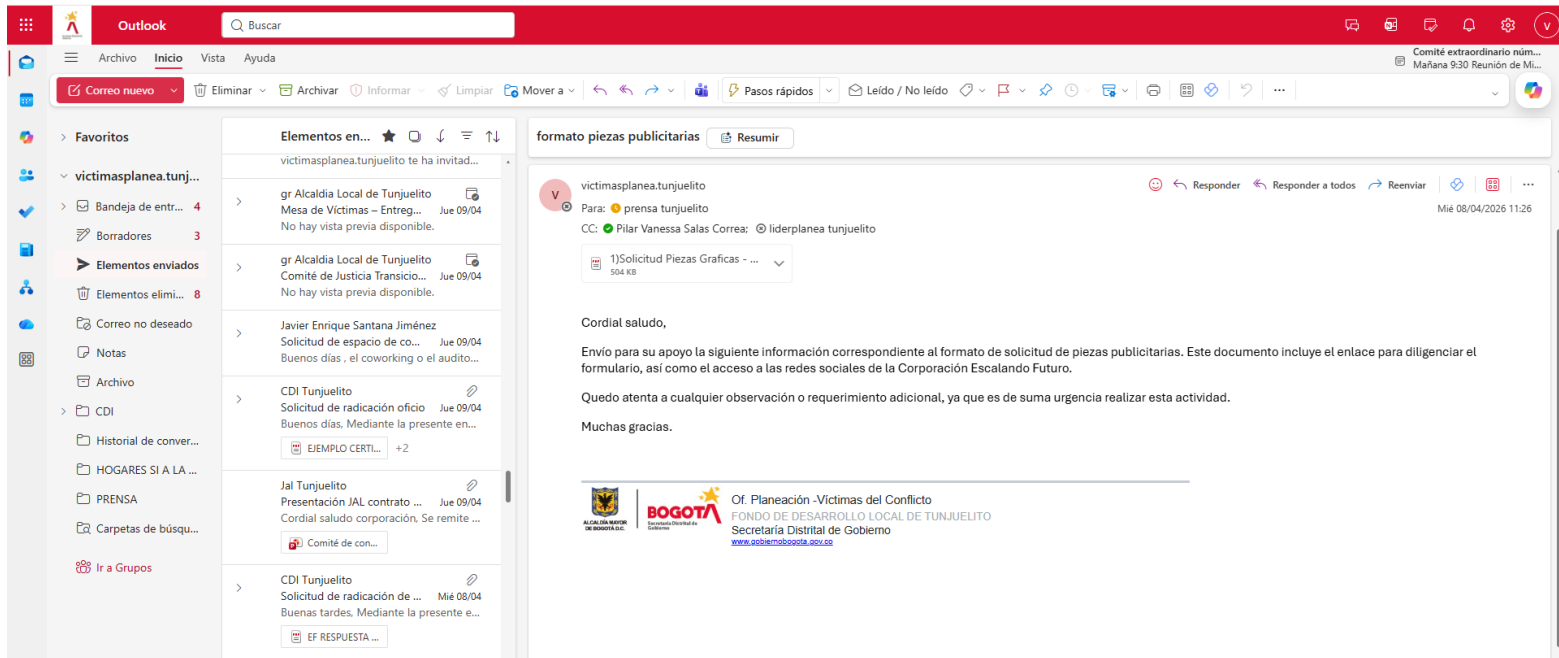 Outlook
Buscar
V
Archivo Inicio Vista Ayuda
Comité extraordinario núm...
Mañana 9:30 Reunión de Mi...
Correo nuevo Eliminar Archivar Informar Limpiar Mover a Pasos rápidos Leído / No leído ...
Favoritos
victimasplanea.tunj...
Bandeja de entr... 4
Borradores 3
Elementos enviados
Elementos elimi... 8
Correo no deseado
Notas
Archivo
CDI
Historial de conver...
HOGARES SI A LA ...
PRENSA
Carpetas de búsqu...
Ir a Grupos
Elementos en...
victimasplanea.tunjuelito te ha invitad...
gr Alcaldia Local de Tunjuelito
Mesa de Víctimas – Entreg... Jue 09/04
No hay vista previa disponible.
gr Alcaldia Local de Tunjuelito
Comité de Justicia Transicio... Jue 09/04
No hay vista previa disponible.
Javier Enrique Santana Jiménez
Solicitud de espacio de co... Jue 09/04
Buenos días , el coworking o el audito...
CDI Tunjuelito
Solicitud de radicación oficio Jue 09/04
Buenos días, Mediante la presente en...
EJEMPLO CERTI... +2
Jal Tunjuelito
Presentación JAL contrato ... Jue 09/04
Cordial saludo corporación, Se remite ...
Comité de con...
CDI Tunjuelito
Solicitud de radicación de ... Mié 08/04
Buenas tardes, Mediante la presente e...
EF RESPUESTA ...
formato piezas publicitarias Resumir
V
victimasplanea.tunjuelito
Responder Responder a todos Reenviar ...
Para: prensa tunjuelito
Mié 08/04/2026 11:26
CC: Pilar Vanessa Salas Correa; liderplanea tunjuelito
1)Solicitud Piezas Graficas - ...
504 KB
Cordial saludo,
Envío para su apoyo la siguiente información correspondiente al formato de solicitud de piezas publicitarias. Este documento incluye el enlace para diligenciar el
formulario, así como el acceso a las redes sociales de la Corporación Escalando Futuro.
Quedo atenta a cualquier observación o requerimiento adicional, ya que es de suma urgencia realizar esta actividad.
Muchas gracias.
ALCALDÍA MAYOR
DE BOGOTÁ D.C.
BOGOTÁ
Secretaría Distrital de
Gobierno
Of. Planeación -Víctimas del Conflicto
FONDO DE DESARROLLO LOCAL DE TUNJUELITO
Secretaría Distrital de Gobierno
www.gobiernobogota.gov.co